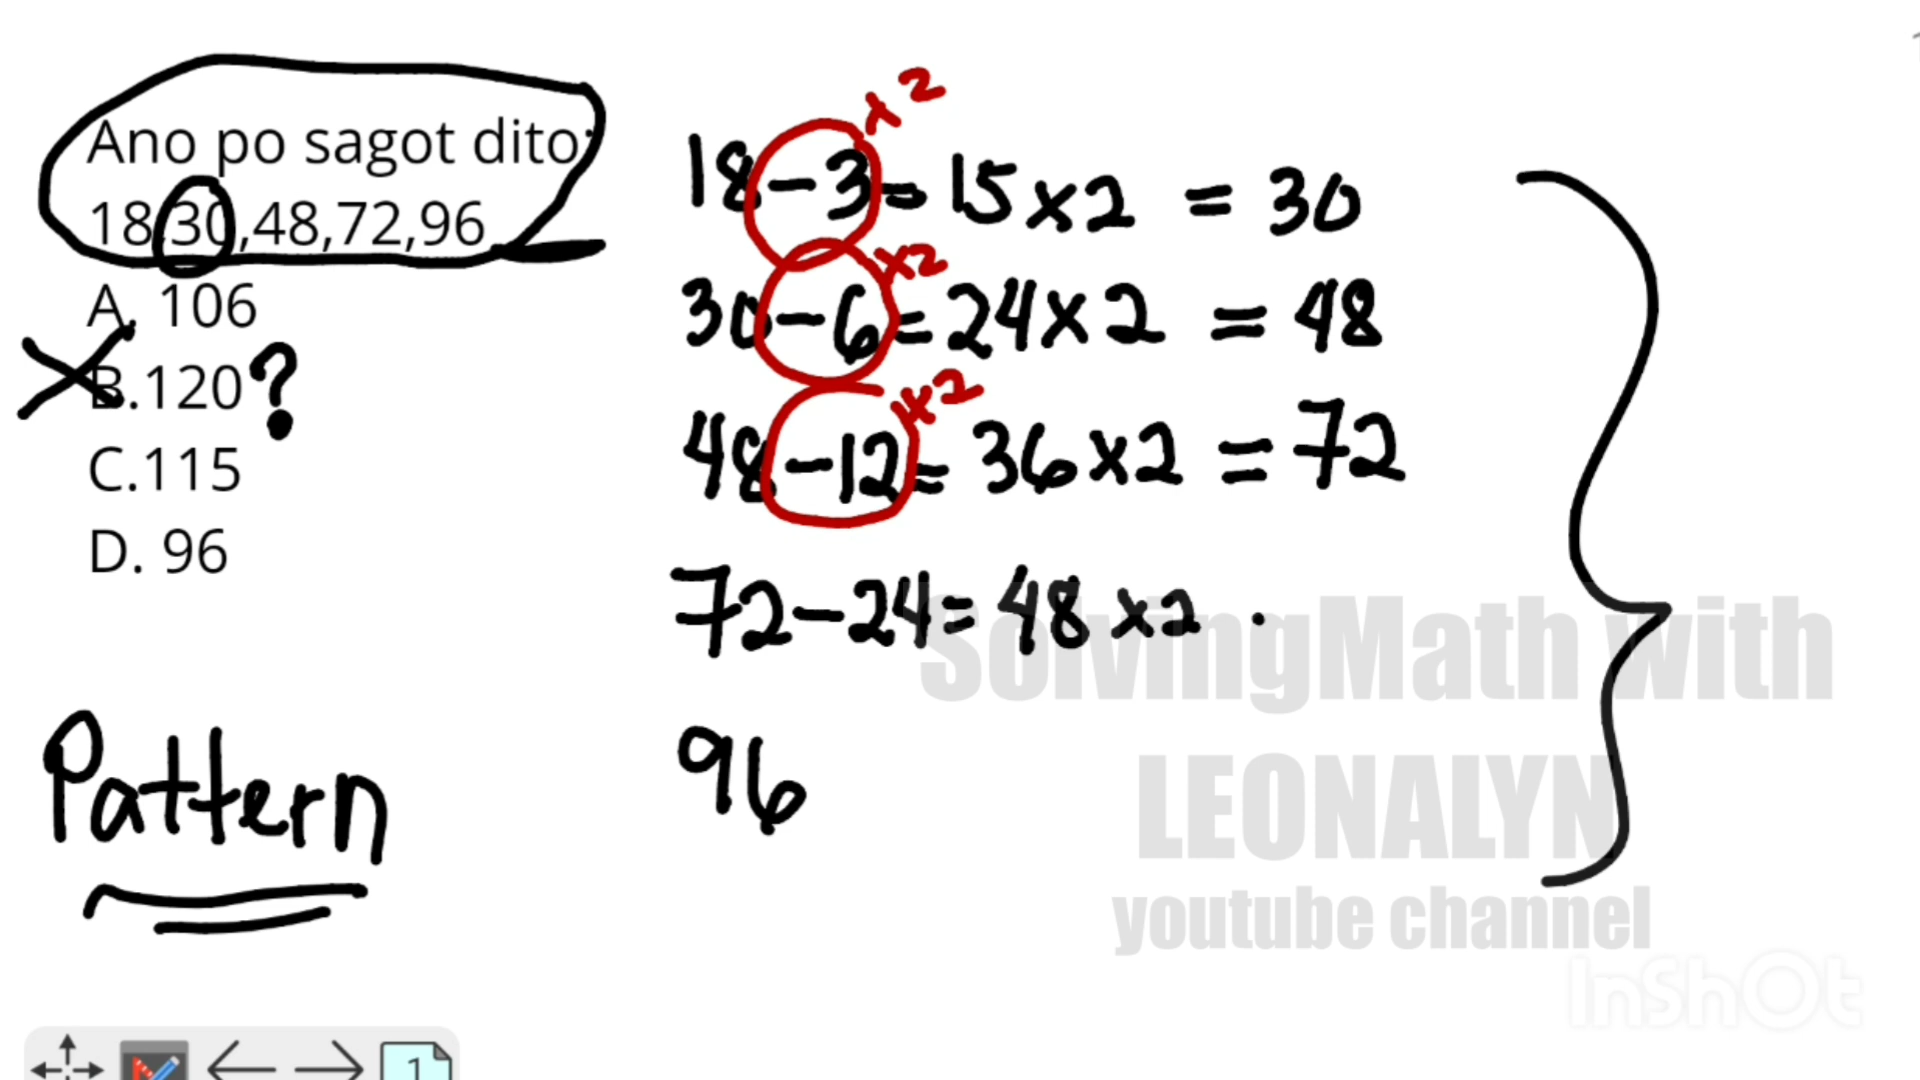 Ano po sagot dito:
18,30,48,72,96
A. 106
B.120?
C.115
D. 96
Pattern
18-3=15x2 = 30
x2
30-6=24x2 = 48
x2
48-12=36x2 = 72
x2
72-24=48x2 .
96
SolvingMath with
LEONALYN
youtube channel
InShOt
1